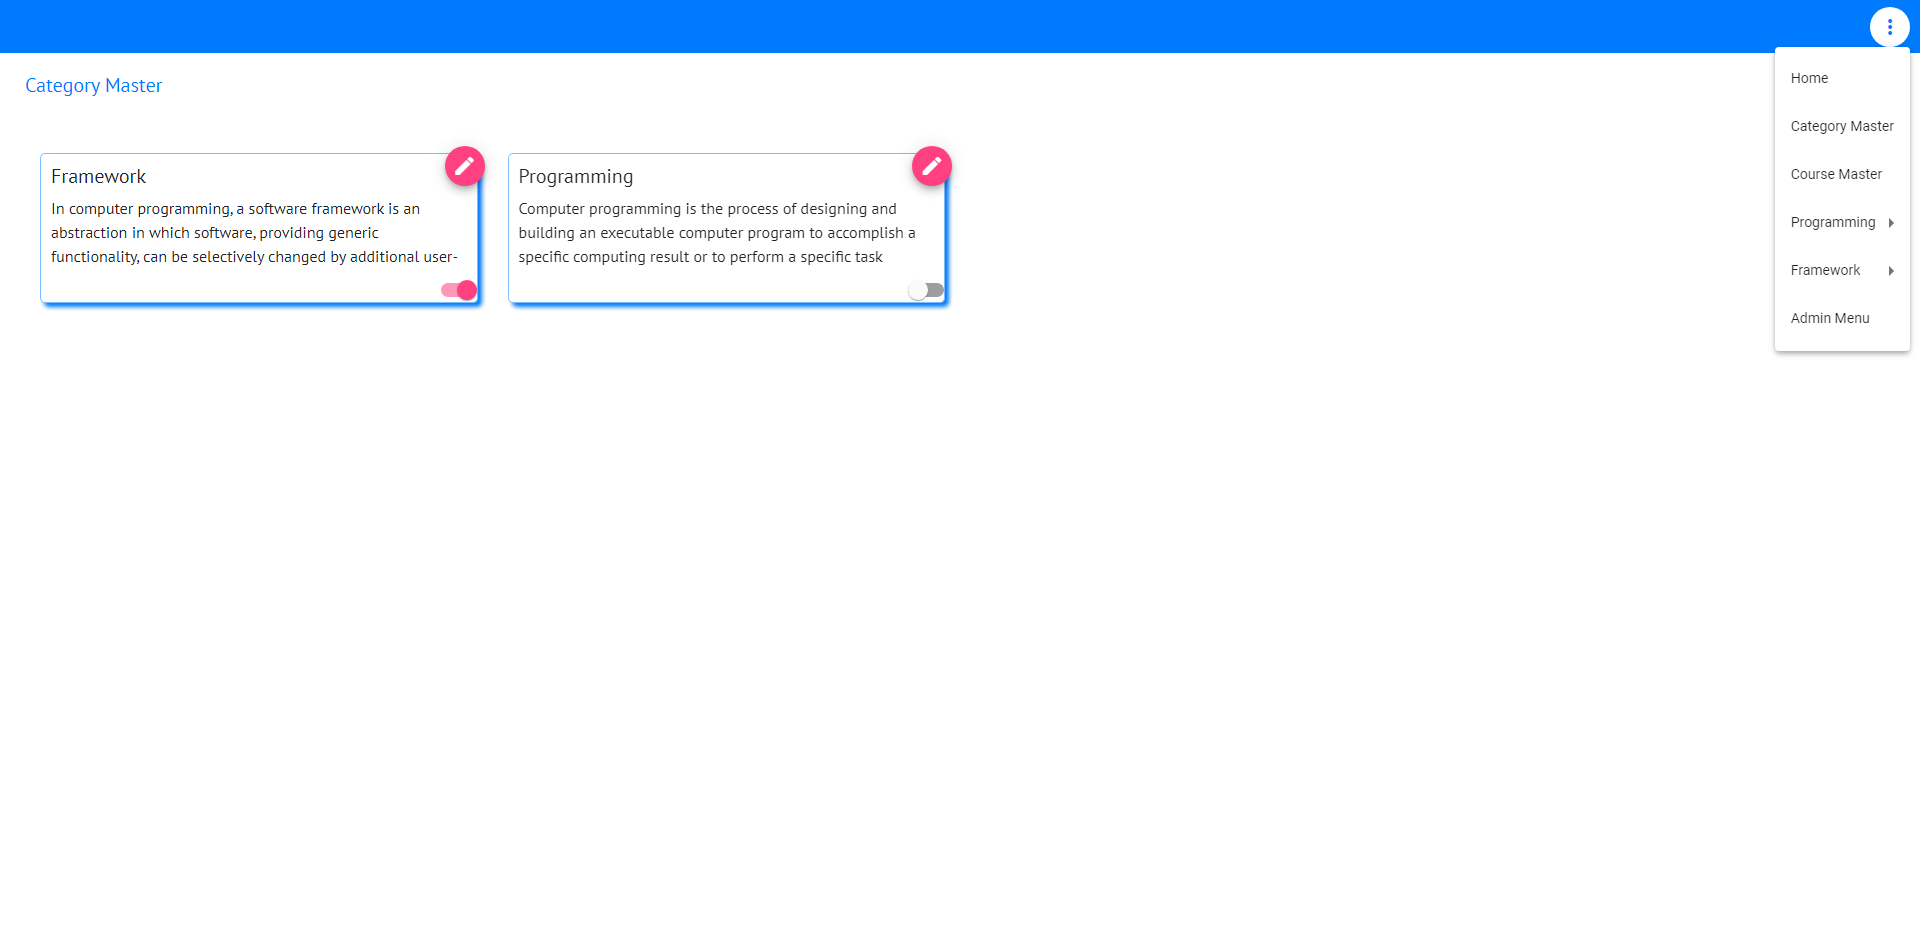 Category Master
Framework
In computer programming, a software framework is an
abstraction in which software, providing generic
functionality, can be selectively changed by additional user-
Programming
Computer programming is the process of designing and
building an executable computer program to accomplish a
specific computing result or to perform a specific task
Home
Category Master
Course Master
Programming
Framework
Admin Menu